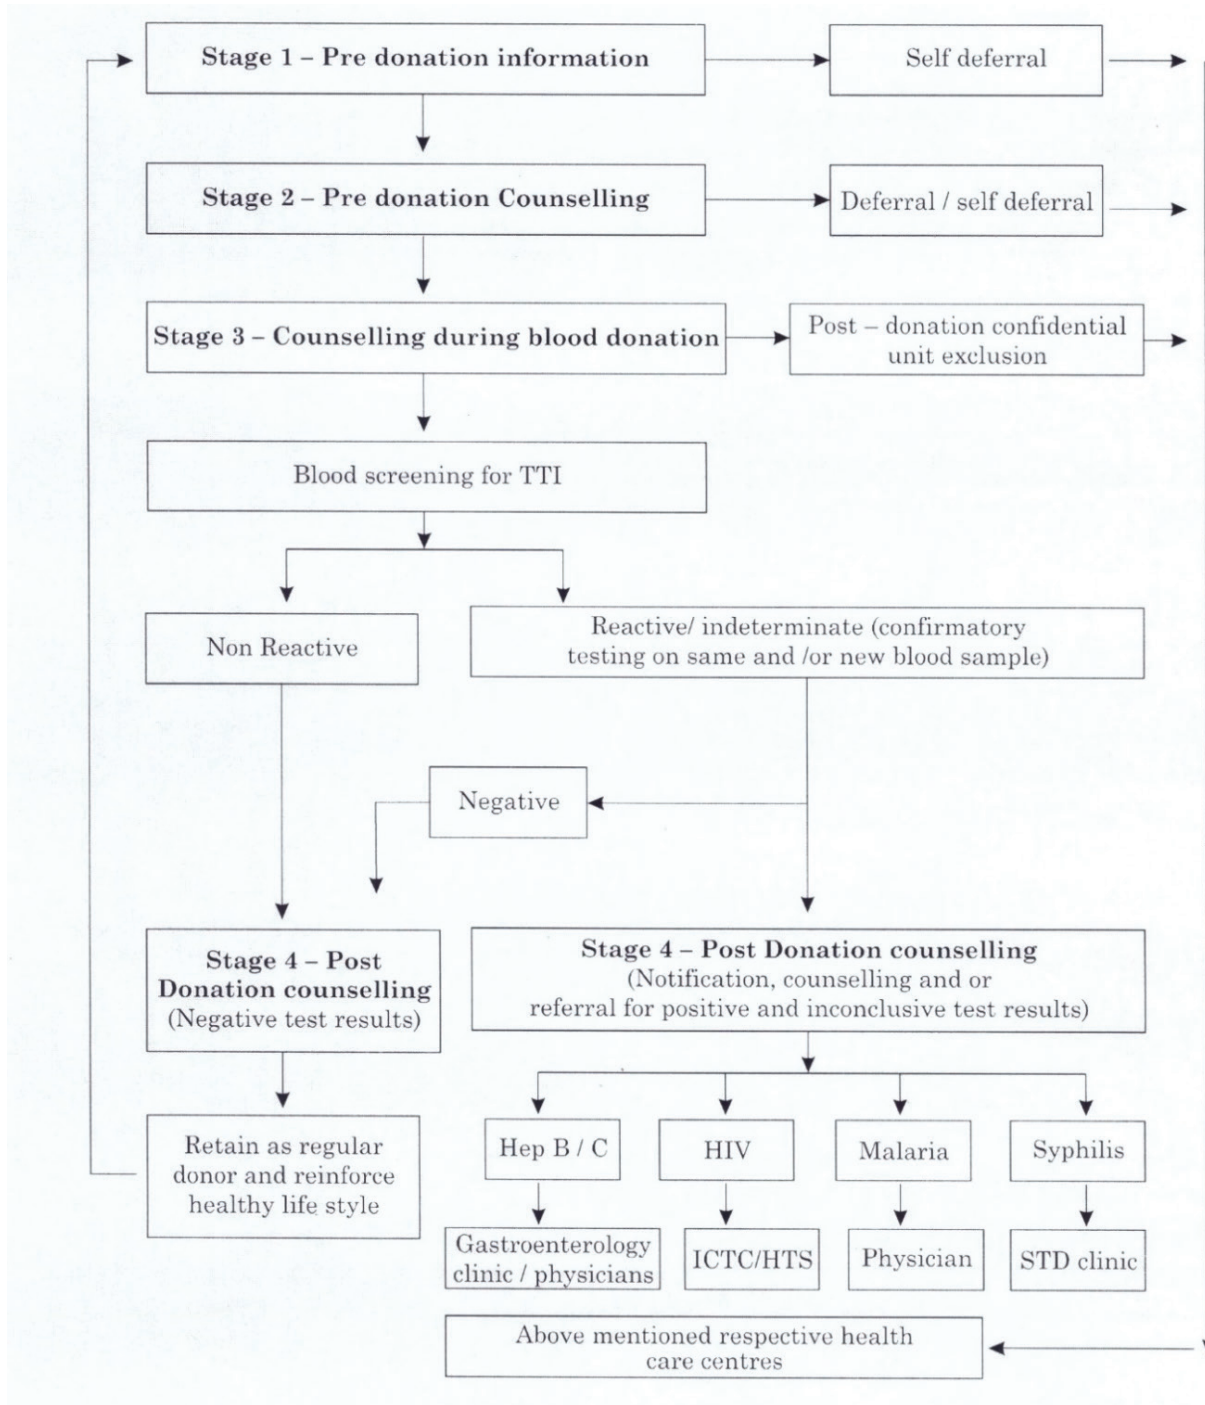 Stage 1 – Pre donation information
Self deferral
Stage 2 – Pre donation Counselling
Deferral / self deferral
Stage 3 – Counselling during blood donation
Post – donation confidential
unit exclusion
Blood screening for TTI
Non Reactive
Reactive/ indeterminate (confirmatory
testing on same and /or new blood sample)
Negative
Stage 4 – Post
Donation counselling
(Negative test results)
Stage 4 – Post Donation counselling
(Notification, counselling and or
referral for positive and inconclusive test results)
Retain as regular
donor and reinforce
healthy life style
Hep B / C
HIV
Malaria
Syphilis
Gastroenterology
clinic / physicians
ICTC/HTS
Physician
STD clinic
Above mentioned respective health
care centres